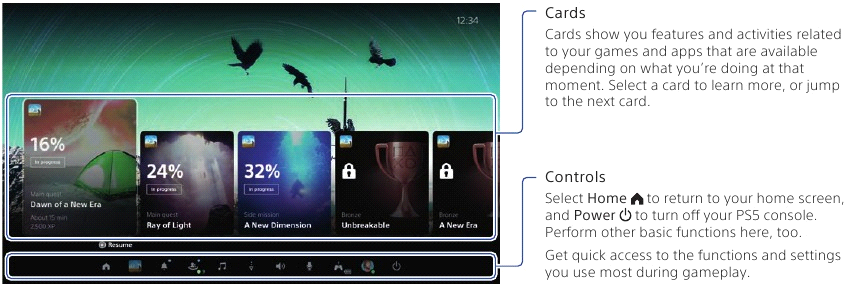 12:34
16%
In progress
Main quest
Dawn of a New Era
About 15 min
2,500 XP
24%
In progress
Main quest
Ray of Light
32%
In progress
Side mission
A New Dimension
Bronze
Unbreakable
Bronze
A New Era
Resume
Cards
Cards show you features and activities related
to your games and apps that are available
depending on what you're doing at that
moment. Select a card to learn more, or jump
to the next card.
Controls
Select Home to return to your home screen,
and Power to turn off your PS5 console.
Perform other basic functions here, too.
Get quick access to the functions and settings
you use most during gameplay.